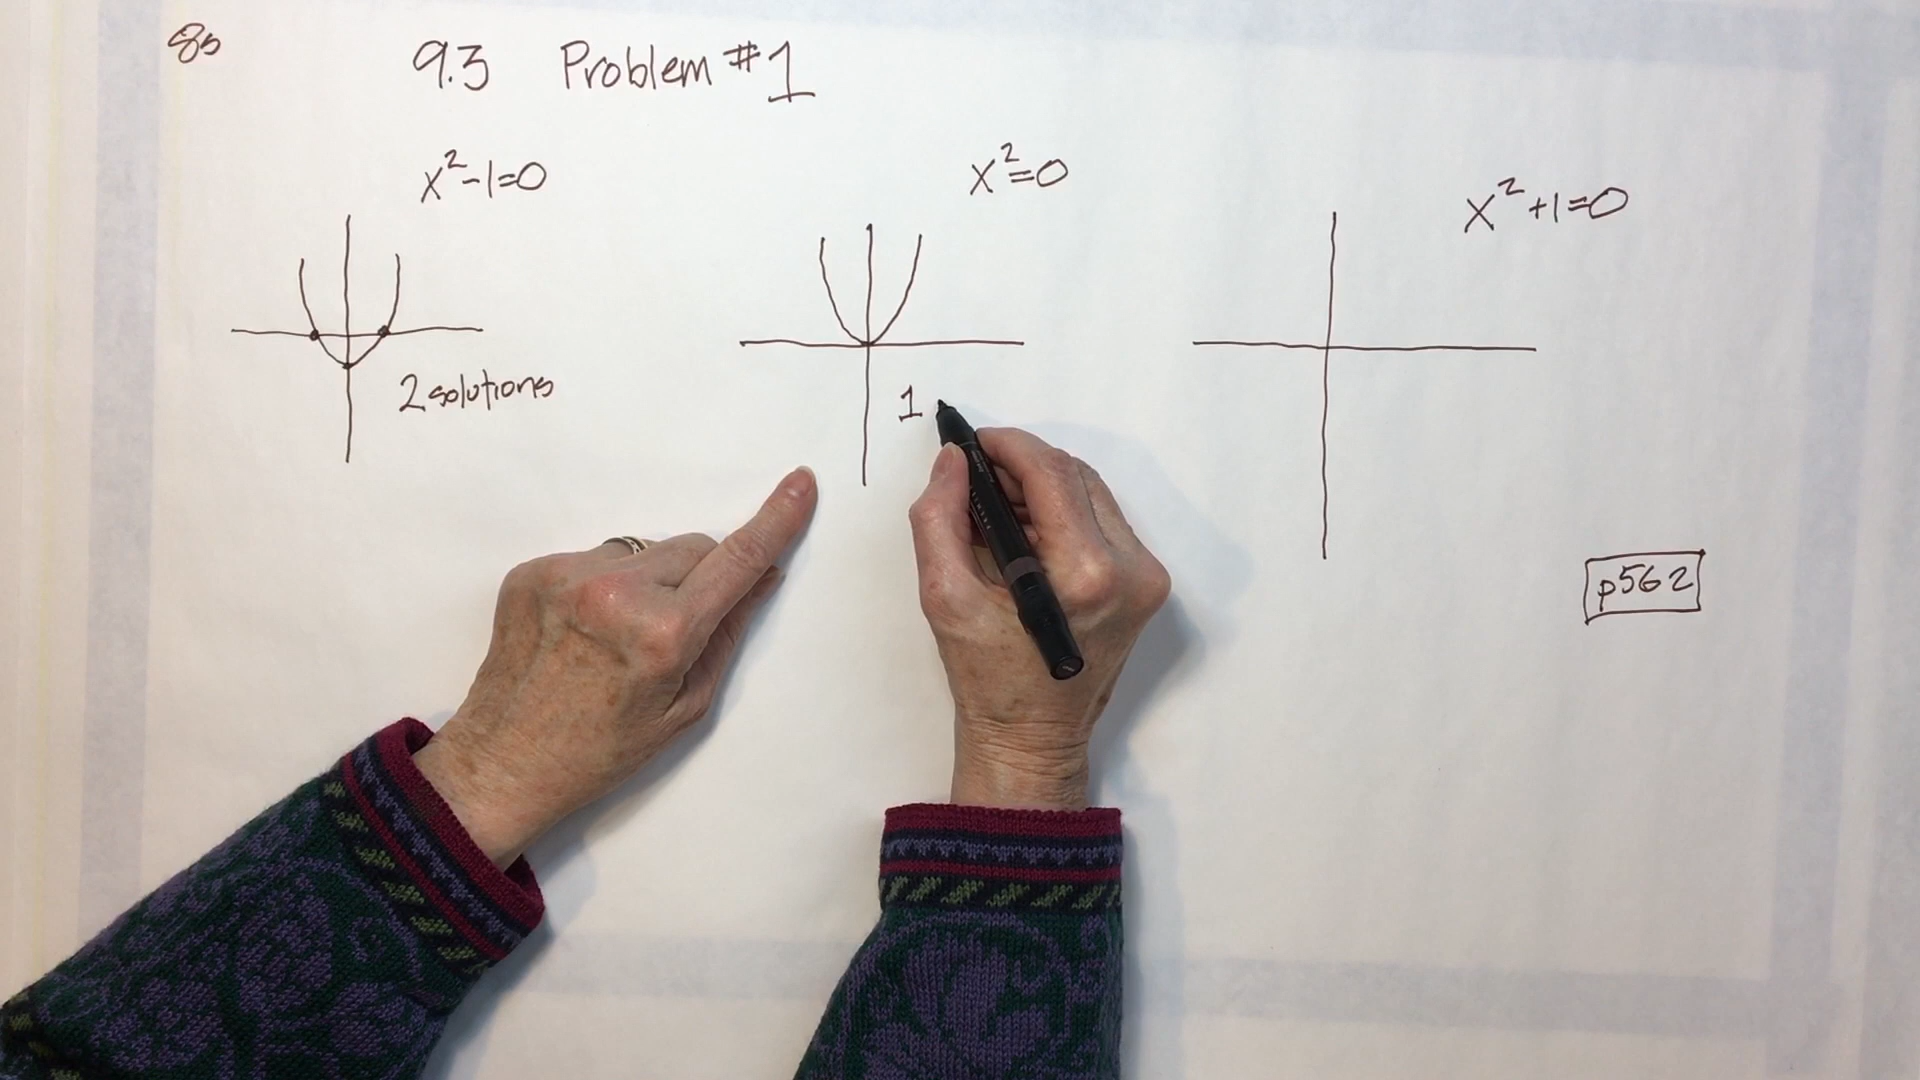 85
9.3 Problem #1
x²-1=0
x²=0
x²+1=0
2 solutions
1
p562